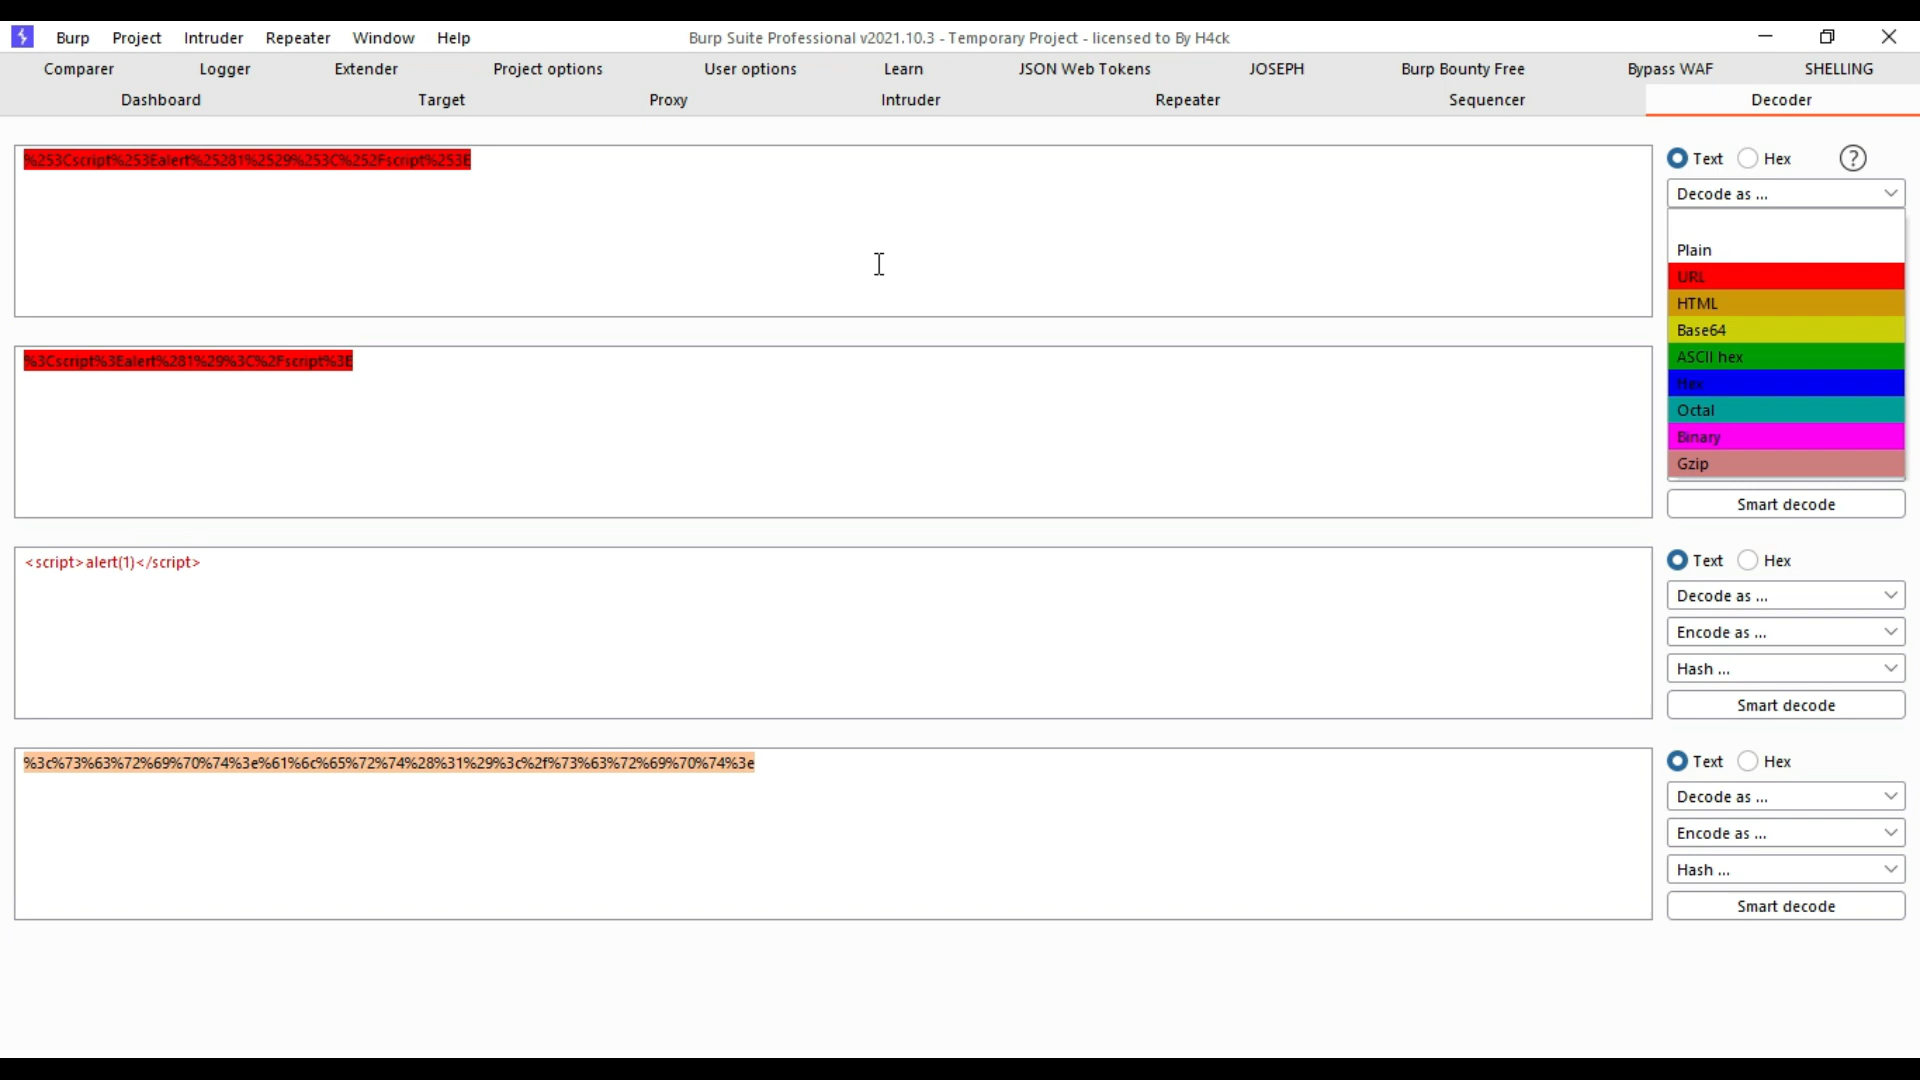 Burp Project Intruder Repeater Window Help Burp Suite Professional v2021.10.3 - Temporary Project - licensed to By H4ck
Comparer Logger Extender Project options User options Learn JSON Web Tokens JOSEPH Burp Bounty Free Bypass WAF SHELLING
Dashboard Target Proxy Intruder Repeater Sequencer Decoder
%253Cscript%253Ealert%25281%2529%253C%252Fscript%253E
Text Hex ?
Decode as ...
Plain
URL
HTML
Base64
ASCII hex
Hex
Octal
Binary
Gzip
%3Cscript%3Ealert%281%29%3C%2Fscript%3E
Smart decode
<script>alert(1)</script>
Text Hex
Decode as ...
Encode as ...
Hash ...
Smart decode
%3c%73%63%72%69%70%74%3e%61%6c%65%72%74%28%31%29%3c%2f%73%63%72%69%70%74%3e
Text Hex
Decode as ...
Encode as ...
Hash ...
Smart decode